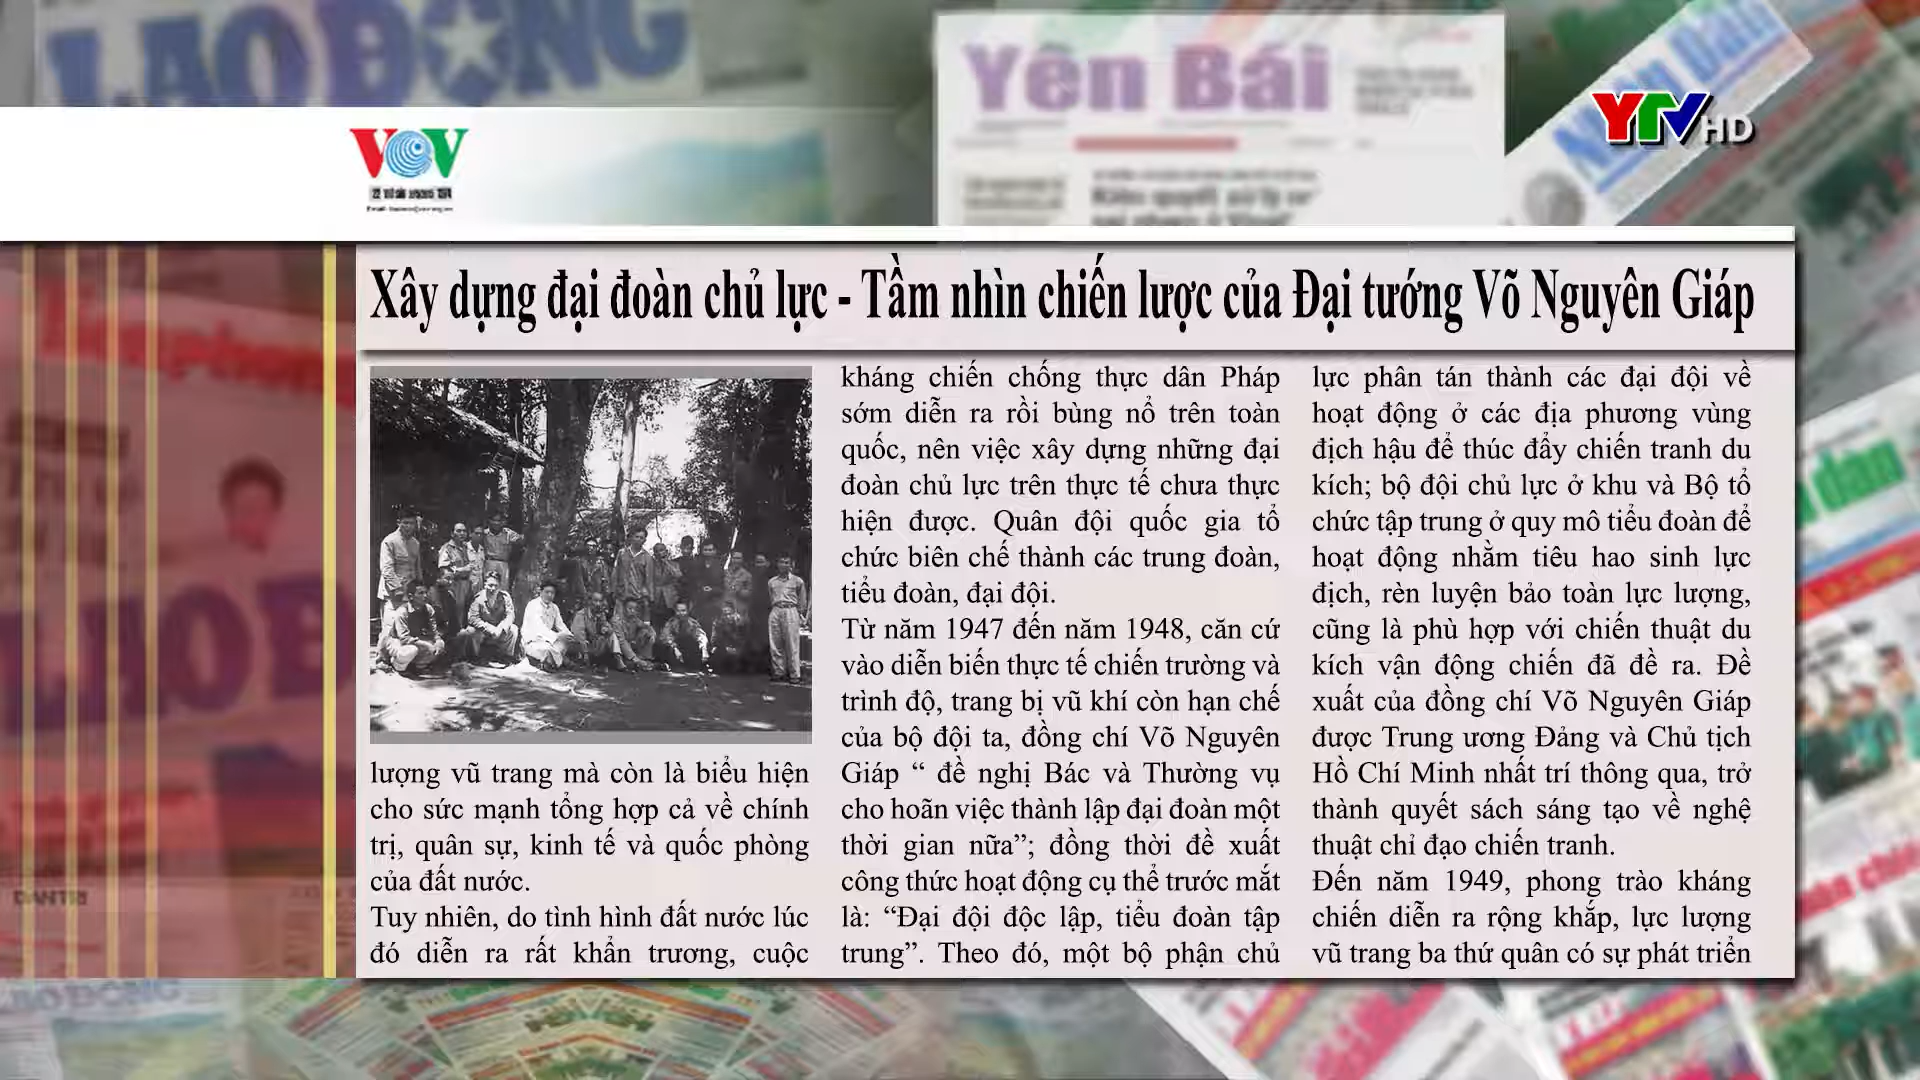 LAO ĐỘNG
Yên Bái
Nhân Dân
YTV HD
VOV
Xây dựng đại đoàn chủ lực - Tầm nhìn chiến lược của Đại tướng Võ Nguyên Giáp
lượng vũ trang mà còn là biểu hiện
cho sức mạnh tổng hợp cả về chính
trị, quân sự, kinh tế và quốc phòng
của đất nước.
Tuy nhiên, do tình hình đất nước lúc
đó diễn ra rất khẩn trương, cuộc
kháng chiến chống thực dân Pháp
sớm diễn ra rồi bùng nổ trên toàn
quốc, nên việc xây dựng những đại
đoàn chủ lực trên thực tế chưa thực
hiện được. Quân đội quốc gia tổ
chức biên chế thành các trung đoàn,
tiểu đoàn, đại đội.
Từ năm 1947 đến năm 1948, căn cứ
vào diễn biến thực tế chiến trường và
trình độ, trang bị vũ khí còn hạn chế
của bộ đội ta, đồng chí Võ Nguyên
Giáp “ đề nghị Bác và Thường vụ
cho hoãn việc thành lập đại đoàn một
thời gian nữa”; đồng thời đề xuất
công thức hoạt động cụ thể trước mắt
là: “Đại đội độc lập, tiểu đoàn tập
trung”. Theo đó, một bộ phận chủ
lực phân tán thành các đại đội về
hoạt động ở các địa phương vùng
địch hậu để thúc đẩy chiến tranh du
kích; bộ đội chủ lực ở khu và Bộ tổ
chức tập trung ở quy mô tiểu đoàn để
hoạt động nhằm tiêu hao sinh lực
địch, rèn luyện bảo toàn lực lượng,
cũng là phù hợp với chiến thuật du
kích vận động chiến đã đề ra. Đề
xuất của đồng chí Võ Nguyên Giáp
được Trung ương Đảng và Chủ tịch
Hồ Chí Minh nhất trí thông qua, trở
thành quyết sách sáng tạo về nghệ
thuật chỉ đạo chiến tranh.
Đến năm 1949, phong trào kháng
chiến diễn ra rộng khắp, lực lượng
vũ trang ba thứ quân có sự phát triển
LAO ĐỘNG
DANTRI
LAO ĐỘNG